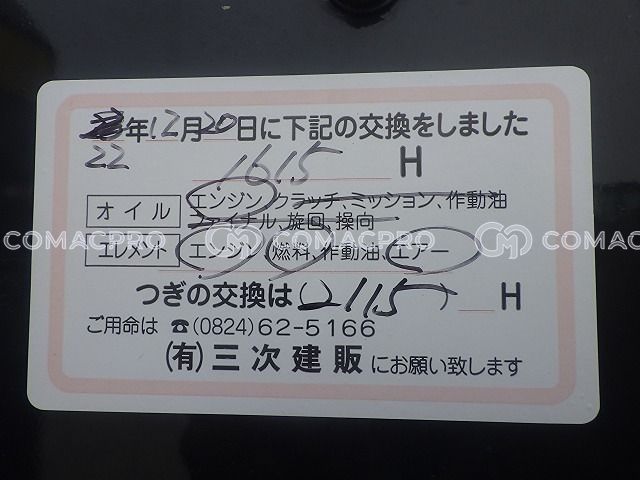 年12月20日に下記の交換をしました
22
1615 H
オイル エンジン、クラッチ、ミッション、作動油
ファイナル、旋回、操向
COMACPRO COMACPRO COMACPRO
エレメント エンジン、燃料、作動油、エアー
つぎの交換は(2115) H
ご用命は ☎(0824)62-5166
(有)三次建販にお願い致します